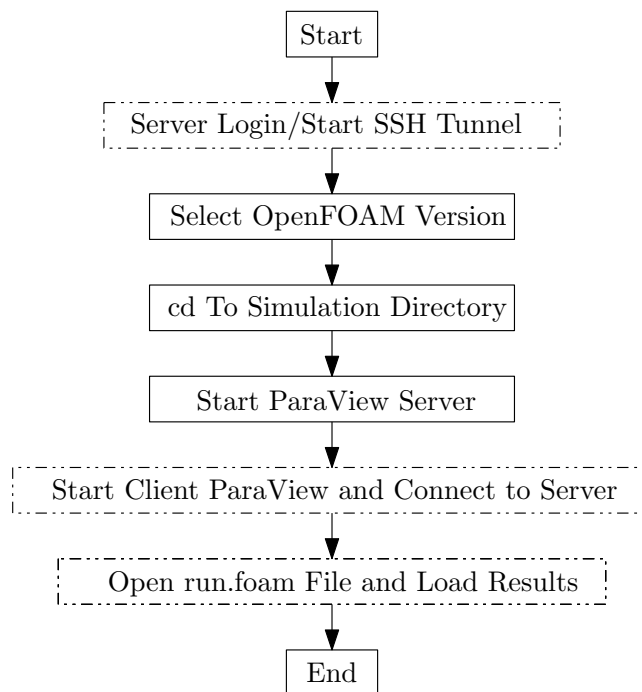 Start
Server Login/Start SSH Tunnel
Select OpenFOAM Version
cd To Simulation Directory
Start ParaView Server
Start Client ParaView and Connect to Server
Open run.foam File and Load Results
End